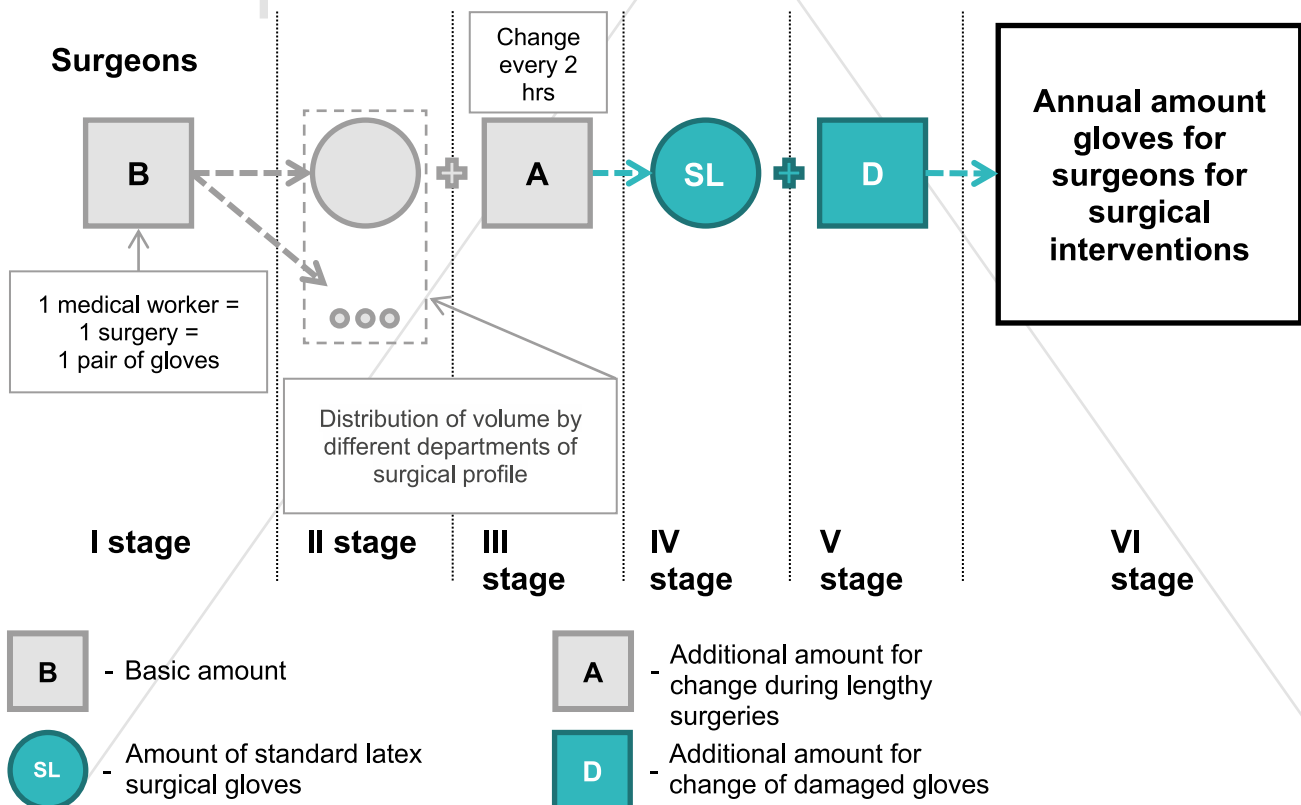 Surgeons
Change
every 2
hrs
B
A
SL
D
Annual amount
gloves for
surgeons for
surgical
interventions
1 medical worker =
1 surgery =
1 pair of gloves
Distribution of volume by
different departments of
surgical profile
I stage
II stage
III
stage
IV
stage
V
stage
VI
stage
B
- Basic amount
A
- Additional amount for
change during lengthy
surgeries
SL
- Amount of standard latex
surgical gloves
D
- Additional amount for
change of damaged gloves